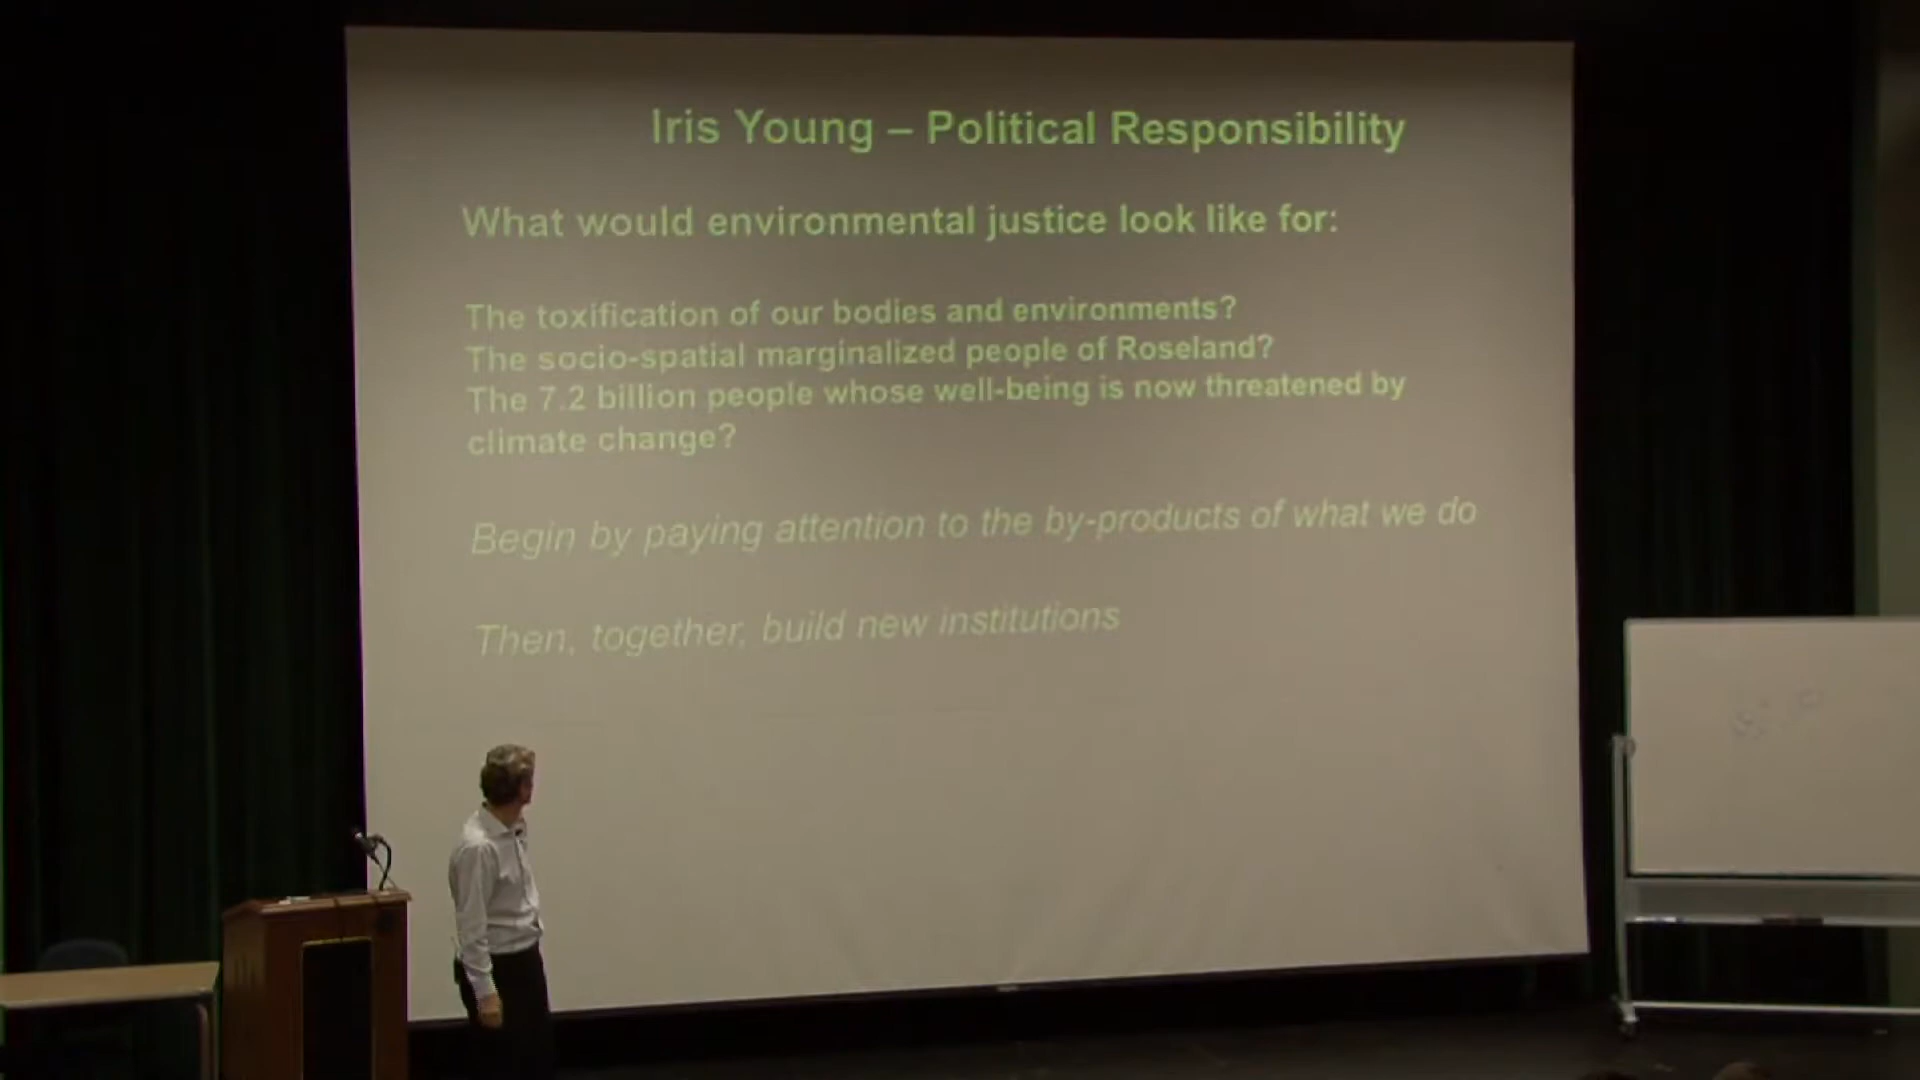 Iris Young – Political Responsibility
What would environmental justice look like for:
The toxification of our bodies and environments?
The socio-spatial marginalized people of Roseland?
The 7.2 billion people whose well-being is now threatened by
climate change?
Begin by paying attention to the by-products of what we do
Then, together, build new institutions